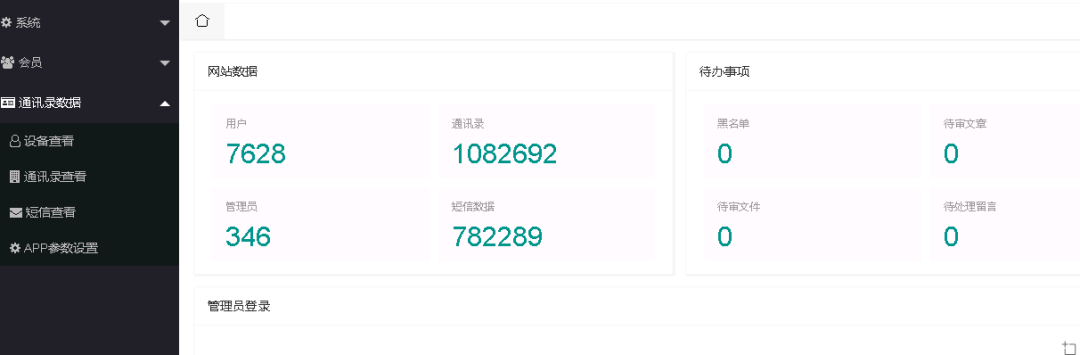 系统
会员
通讯录数据
设备查看
通讯录查看
短信查看
APP参数设置
网站数据
用户
7628
通讯录
1082692
管理员
346
短信数据
782289
待办事项
黑名单
0
待审文章
0
待审文件
0
待处理留言
0
管理员登录